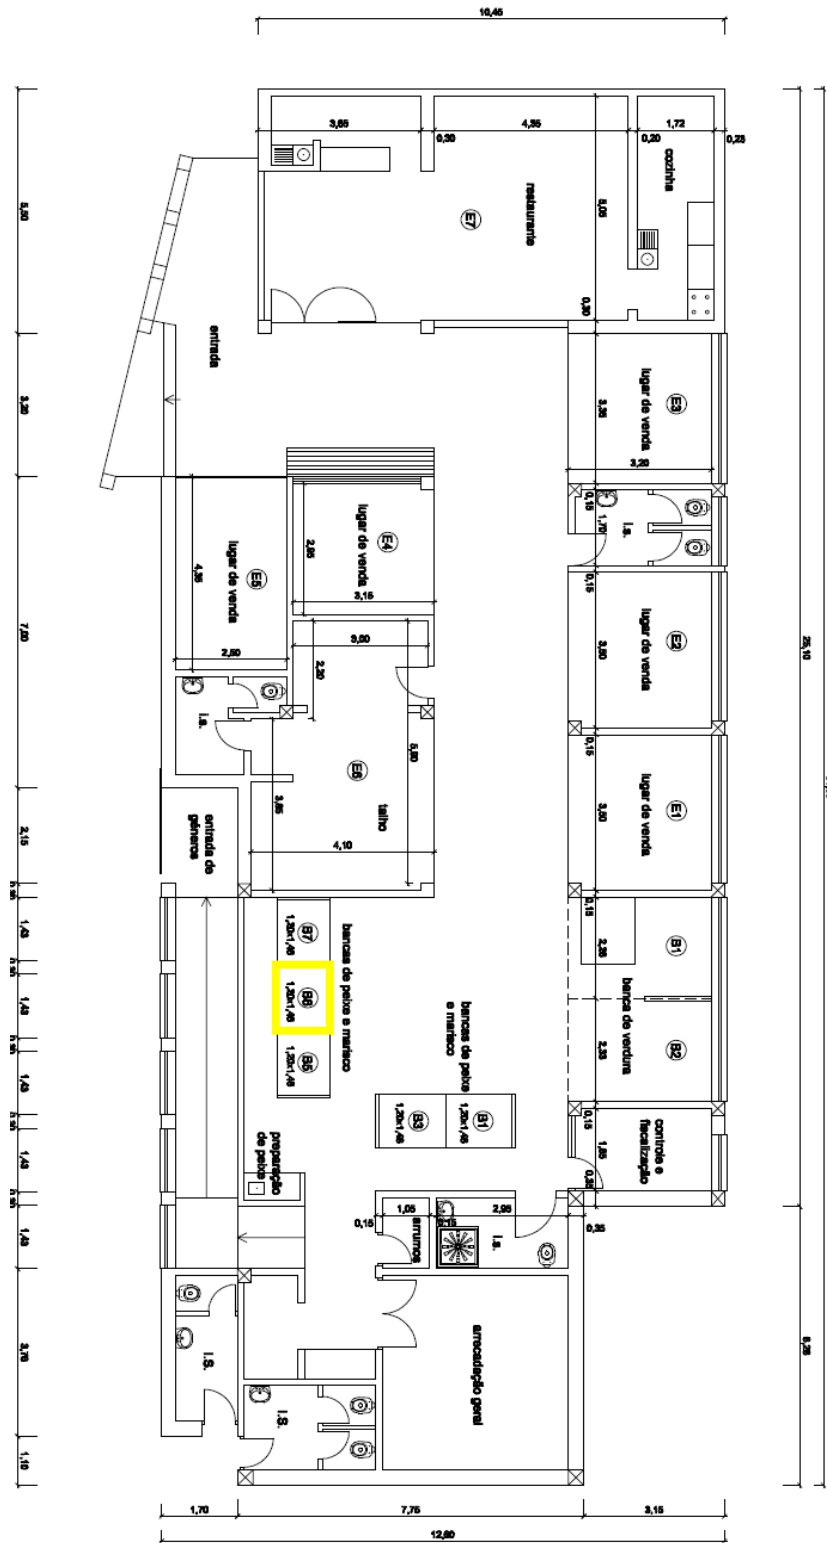 10,45
3,65
0,30
4,35
0,20
1,72
0,25
cozinha
5,50
restaurante
E7
5,05
0,30
entrada
3,20
E3
lugar de venda
3,35
3,20
0,15
1,70
i.s.
E5
lugar de venda
4,35
2,50
E4
lugar de venda
2,95
3,15
0,15
E2
lugar de venda
3,50
7,00
25,10
3,00
2,20
i.s.
E6
talho
5,90
3,85
4,10
0,15
E1
lugar de venda
3,50
entrada de
géneros
2,15
0,15
1,43
B7
1,20x1,45
bancas de peixe e marisco
B1
2,35
banca de verdura
1,43
B6
1,20x1,45
bancas de peixe
e marisco
B2
2,33
1,43
B5
1,20x1,45
B3
1,20x1,45
B1
1,20x1,45
0,15
1,85
0,35
controle e
fiscalização
1,43
preparação
de peixe
1,43
0,15
1,05
0,15
2,95
0,35
arrumos
i.s.
3,75
i.s.
arrecadação geral
8,25
i.s.
1,10
1,70
7,75
3,15
12,60